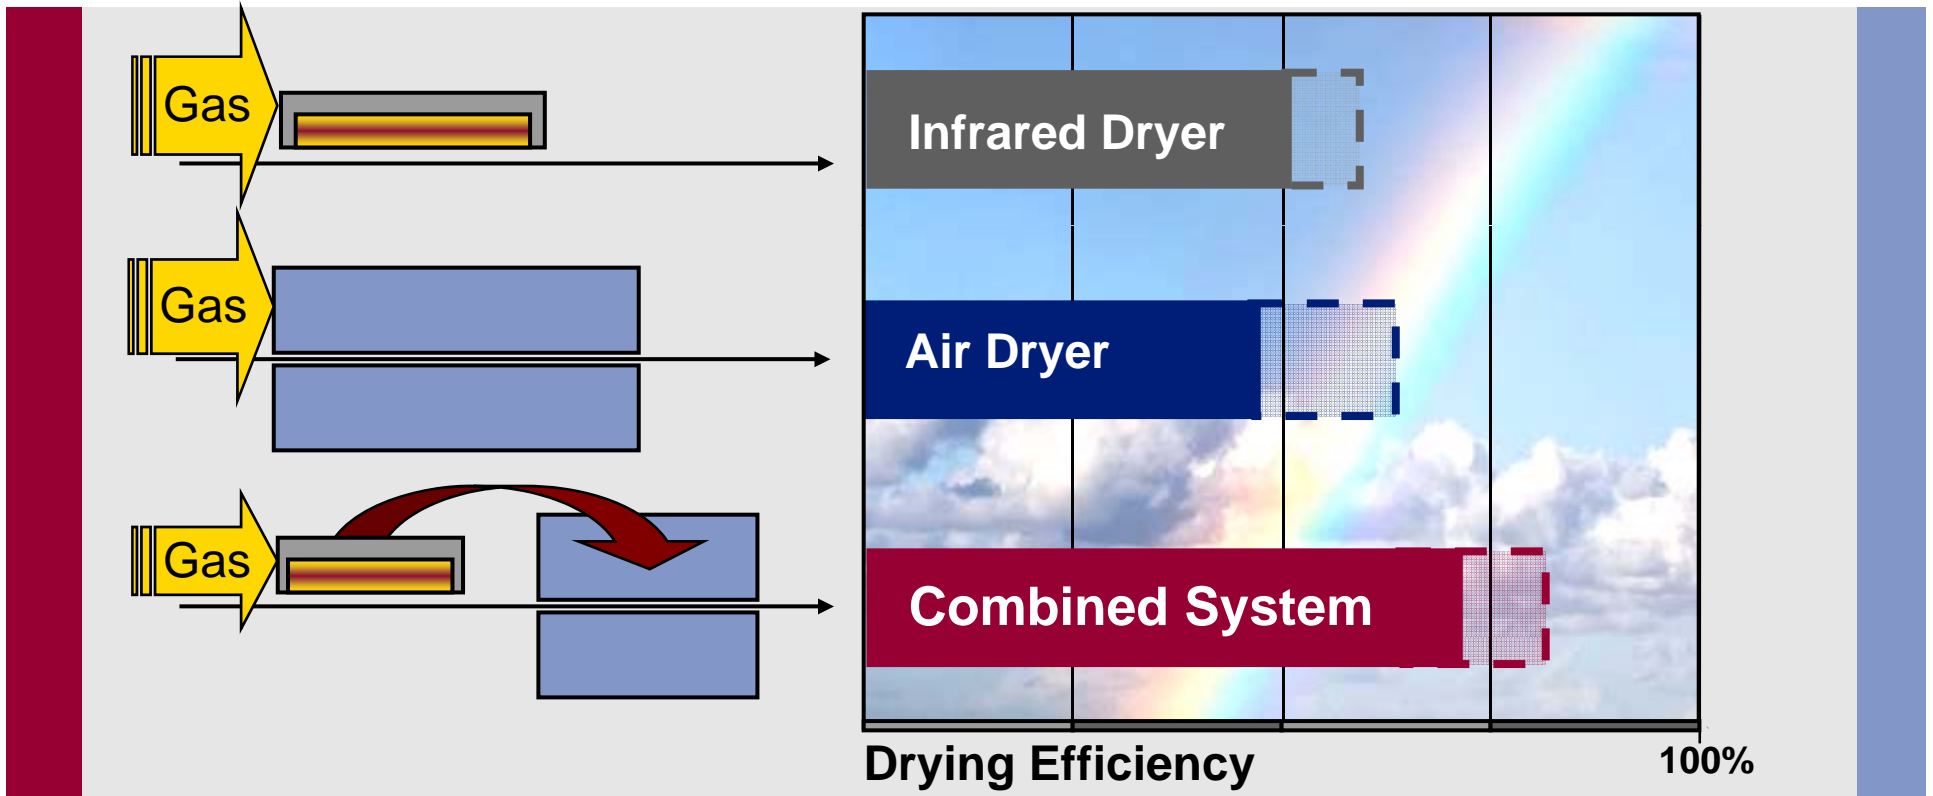 Gas
Infrared Dryer
Gas
Air Dryer
Gas
Combined System
Drying Efficiency
100%